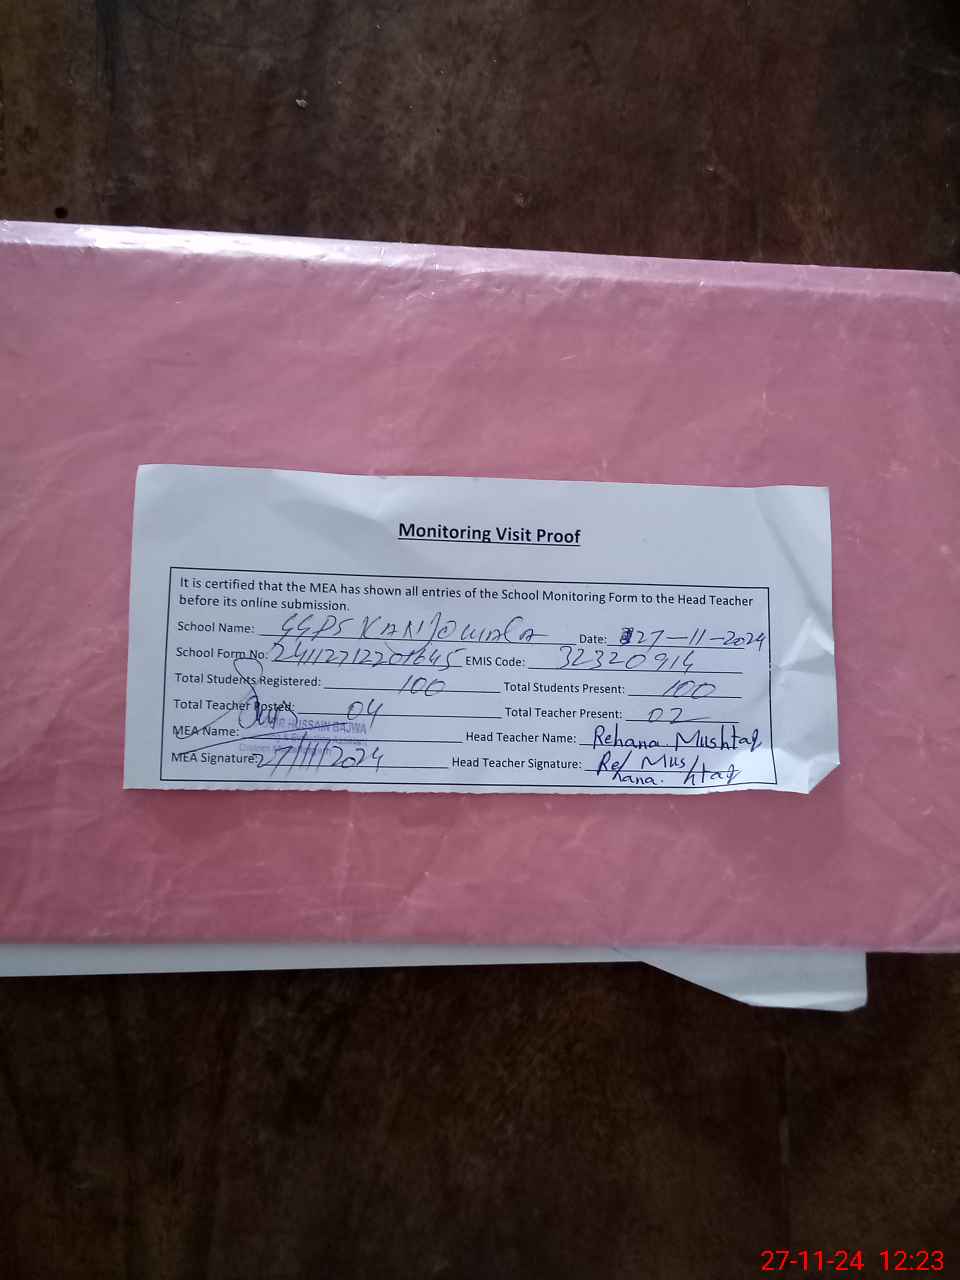 Monitoring Visit Proof
It is certified that the MEA has shown all entries of the School Monitoring Form to the Head Teacher
before its online submission.
School Name: GGPS KANJOWALA Date: 27-11-2024
School Form No: EMIS Code: 32320914
Total Students Registered: 100 Total Students Present: 100
Total Teacher Posted: 04 Total Teacher Present: 02
MEA Name: HUSSAIN BAJWA Head Teacher Name: Rehana Mushtaq
MEA Signature: 27/11/2024 Head Teacher Signature: Rehana Mushtaq
27-11-24 12:23